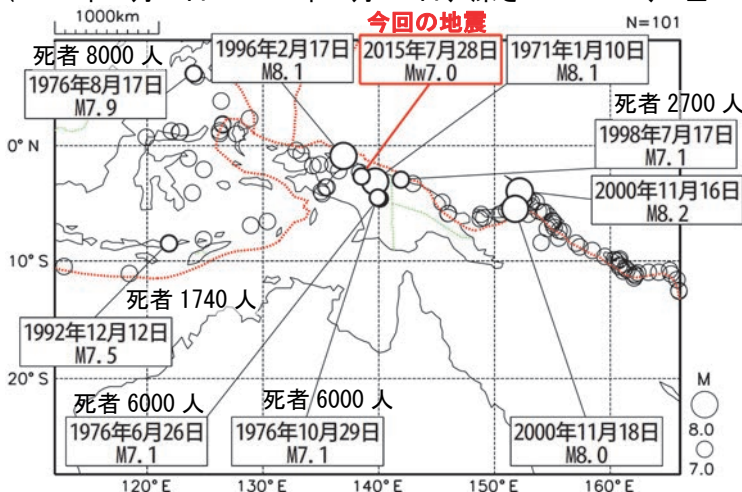 1000km
今回の地震
N=101
死者 8000 人
1976年8月17日
M7.9
1996年2月17日
M8.1
2015年7月28日
Mw7.0
1971年1月10日
M8.1
死者 2700 人
1998年7月17日
M7.1
2000年11月16日
M8.2
0°N
10°S
20°S
死者 1740 人
1992年12月12日
M7.5
死者 6000 人
1976年6月26日
M7.1
死者 6000 人
1976年10月29日
M7.1
2000年11月18日
M8.0
M
8.0
7.0
120°E
130°E
140°E
150°E
160°E